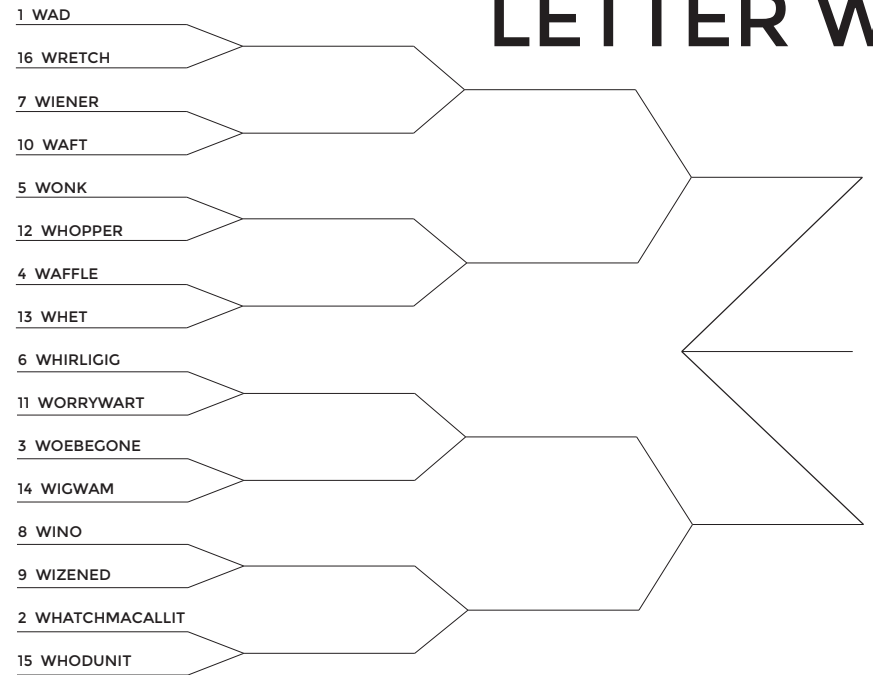 LETTER W
1 WAD
16 WRETCH
7 WIENER
10 WAFT
5 WONK
12 WHOPPER
4 WAFFLE
13 WHET
6 WHIRLIGIG
11 WORRYWART
3 WOEBEGONE
14 WIGWAM
8 WINO
9 WIZENED
2 WHATCHMACALLIT
15 WHODUNIT